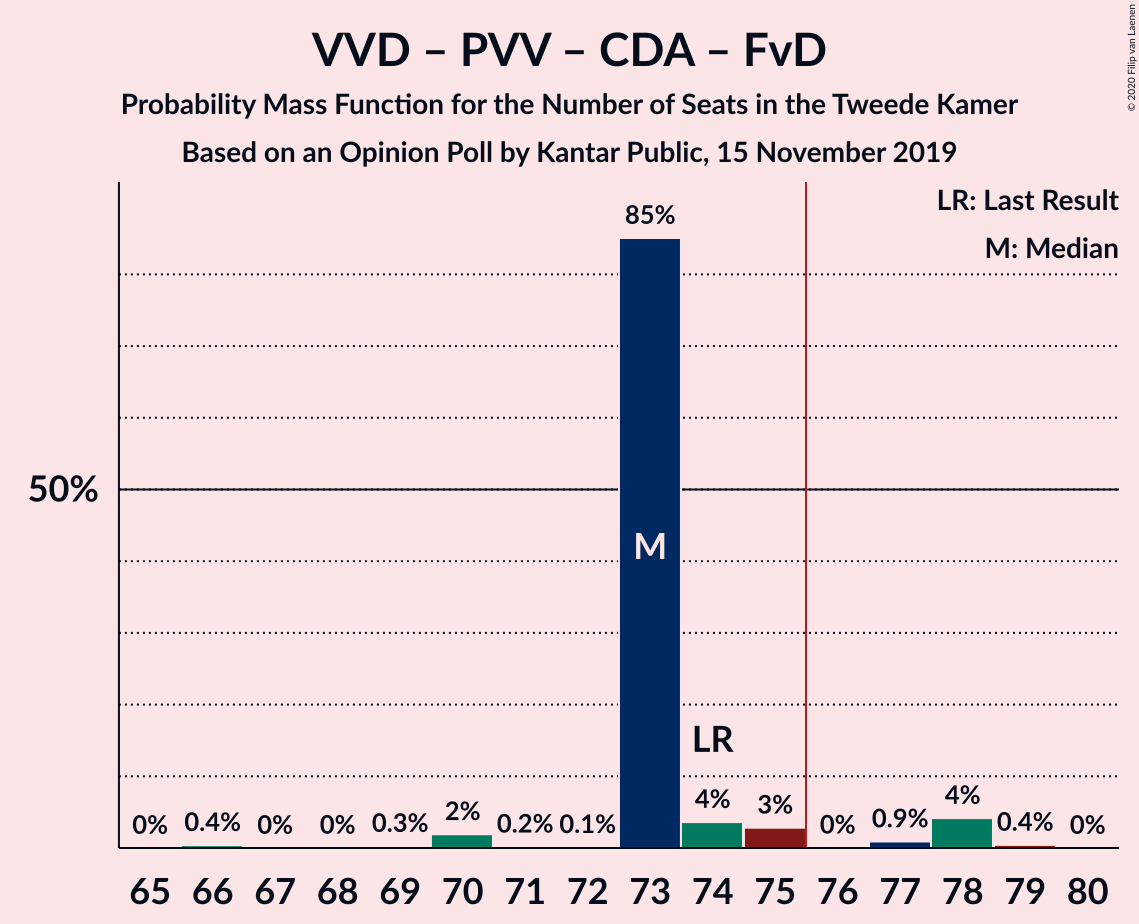 VVD – PVV – CDA – FvD
Probability Mass Function for the Number of Seats in the Tweede Kamer
Based on an Opinion Poll by Kantar Public, 15 November 2019
© 2020 Filip van Laenen
LR: Last Result
M: Median
85%
50%
M
LR
0% 0.4% 0% 0% 0.3% 2% 0.2% 0.1% 4% 3% 0% 0.9% 4% 0.4% 0%
65 66 67 68 69 70 71 72 73 74 75 76 77 78 79 80